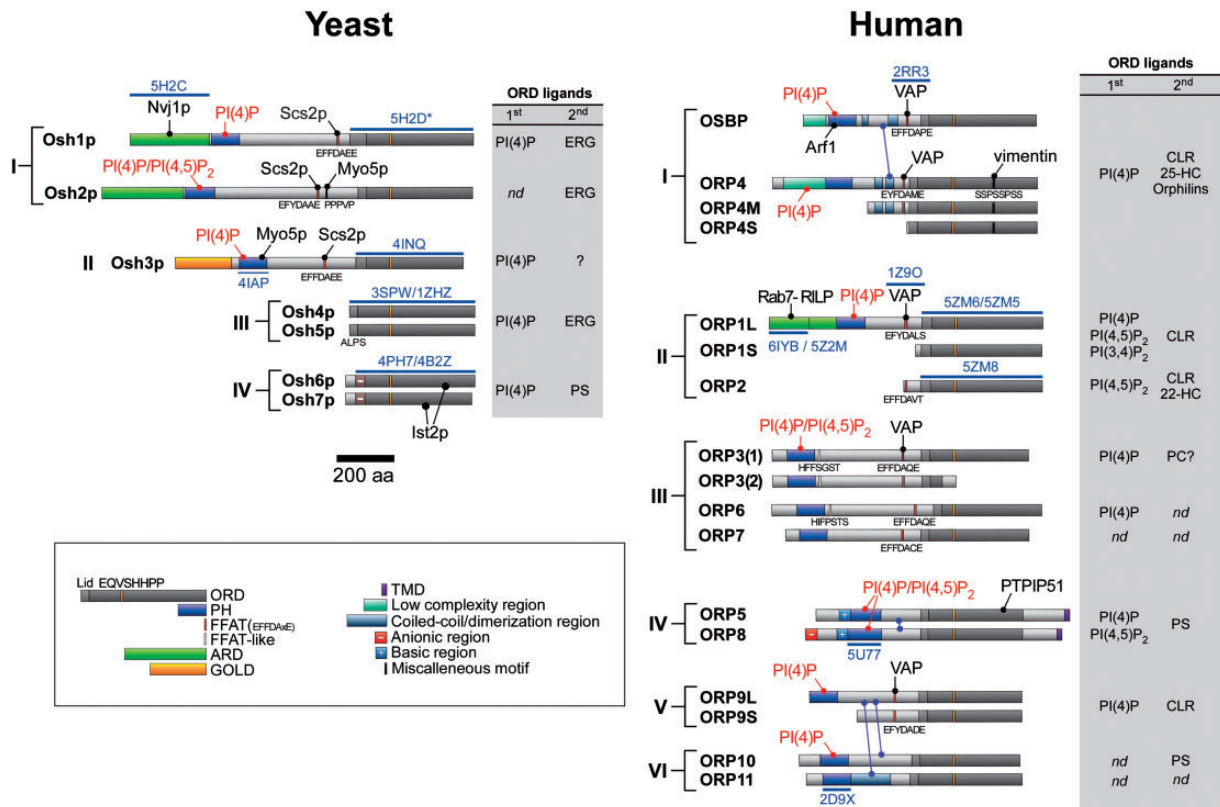 Yeast
ORD ligands
1st 2nd
5H2C
Nvj1p
PI(4)P
Scs2p
5H2D*
I
Osh1p
EFFDAEE
PI(4)P ERG
PI(4)P/PI(4,5)P2
Scs2p
Myo5p
Osh2p
EFYDAAE
PPPVP
nd ERG
PI(4)P
Myo5p
Scs2p
4INQ
II
Osh3p
4IAP
EFFDAEE
PI(4)P ?
3SPW/1ZHZ
III
Osh4p
Osh5p
ALPS
PI(4)P ERG
4PH7/4B2Z
IV
Osh6p
Osh7p
Ist2p
PI(4)P PS
200 aa
Lid EQVSHHPP
ORD
PH
FFAT(EFFDAxE)
FFAT-like
ARD
GOLD
TMD
Low complexity region
Coiled-coil/dimerization region
Anionic region
Basic region
Miscalleneous motif
Human
ORD ligands
1st 2nd
2RR3
PI(4)P
VAP
OSBP
Arf1
EFFDAPE
I
VAP
vimentin
ORP4
PI(4)P
EYFDAME
SSPSSPSS
ORP4M
ORP4S
PI(4)P
CLR
25-HC
Orphilins
1Z9O
Rab7- RILP
PI(4)P
VAP
5ZM6/5ZM5
II
ORP1L
6IYB / 5Z2M
EFYDALS
ORP1S
PI(4)P
PI(4,5)P2
PI(3,4)P2
CLR
5ZM8
ORP2
EFFDAVT
PI(4,5)P2
CLR
22-HC
PI(4)P/PI(4,5)P2
VAP
III
ORP3(1)
HFFSGST
EFFDAQE
PI(4)P PC?
ORP3(2)
ORP6
HIFPSTS
EFFDAQE
PI(4)P nd
ORP7
EFFDACE
nd nd
PI(4)P/PI(4,5)P2
PTPIP51
IV
ORP5
ORP8
5U77
PI(4)P
PI(4,5)P2
PS
PI(4)P
VAP
V
ORP9L
ORP9S
EFYDADE
PI(4)P CLR
PI(4)P
VI
ORP10
nd PS
ORP11
nd nd
2D9X